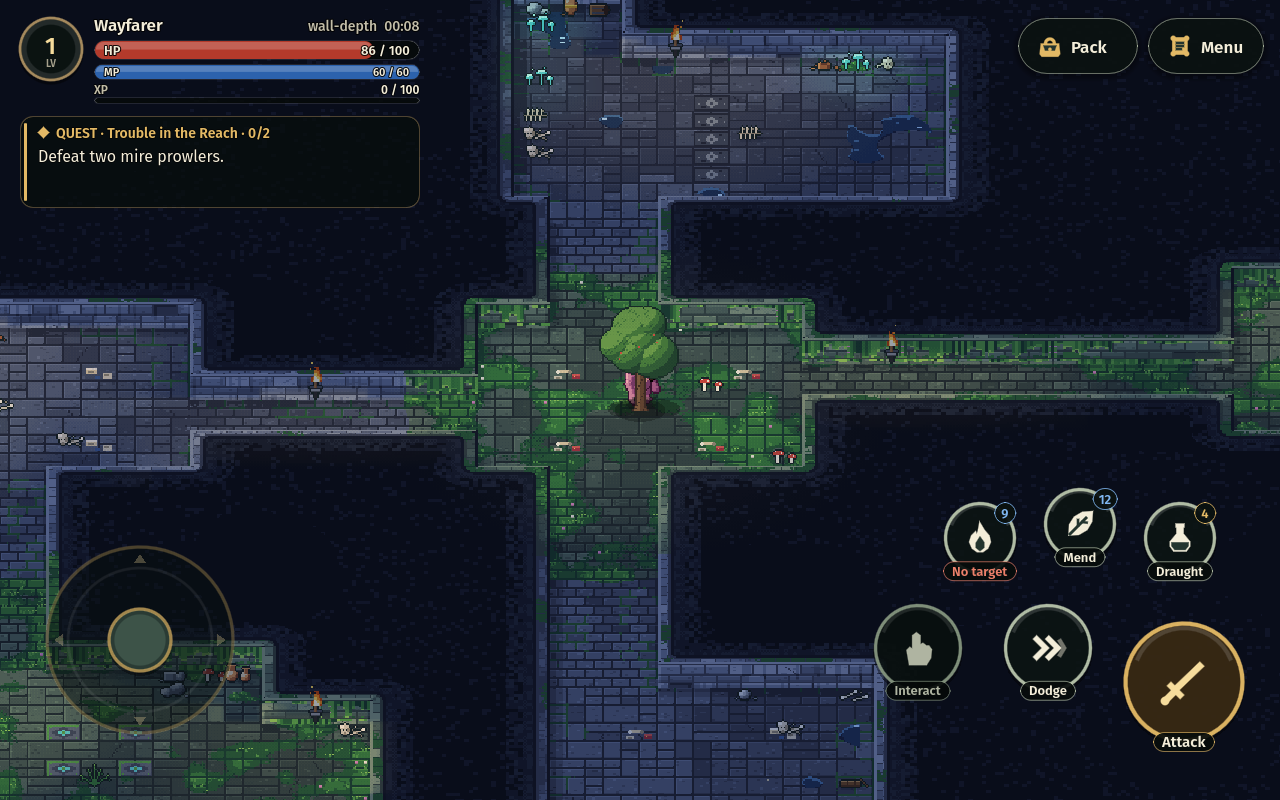 1
LV
Wayfarer
wall-depth 00:08
HP 86 / 100
MP 60 / 60
XP 0 / 100
QUEST · Trouble in the Reach · 0/2
Defeat two mire prowlers.
Pack
Menu
9
No target
12
Mend
4
Draught
Interact
Dodge
Attack